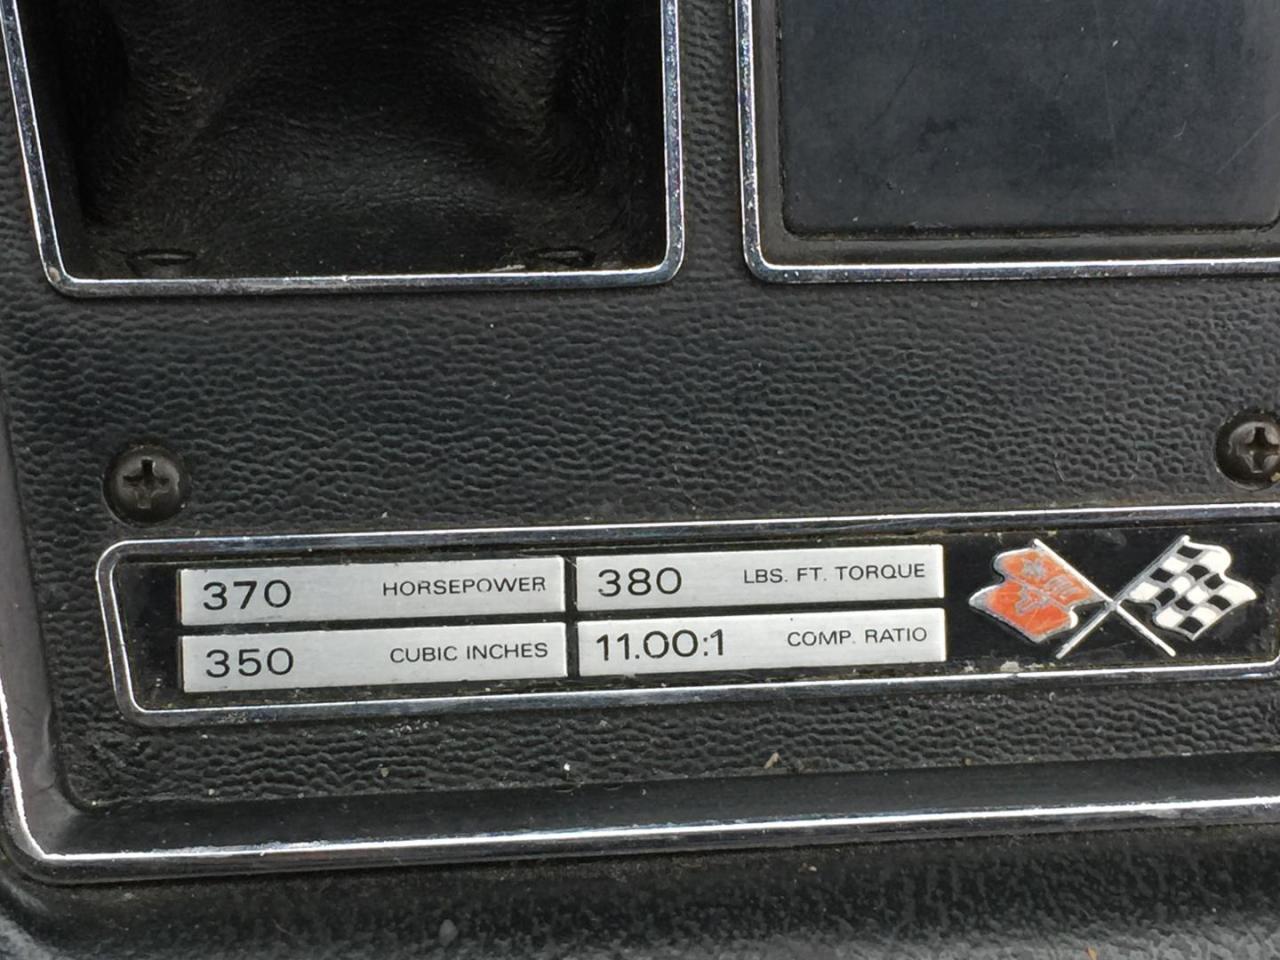 370 HORSEPOWER
380 LBS. FT. TORQUE
350 CUBIC INCHES
11.00:1 COMP. RATIO